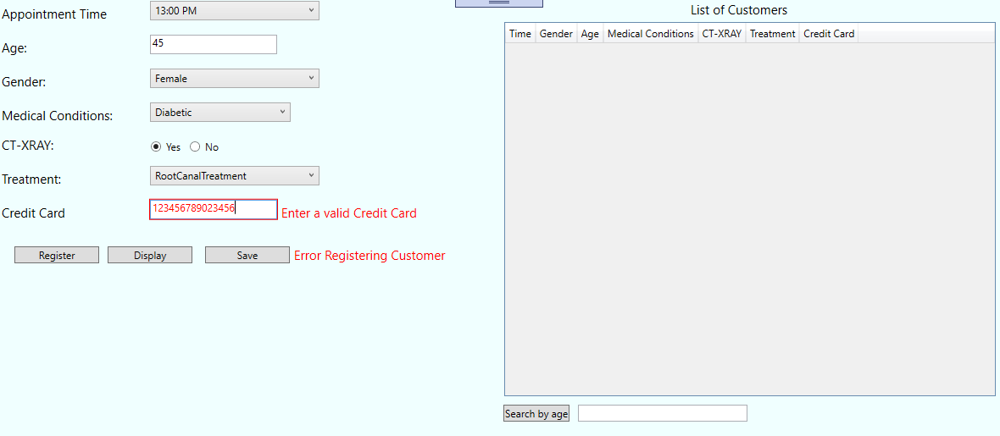 Appointment Time 13:00 PM
Age: 45
Gender: Female
Medical Conditions: Diabetic
CT-XRAY: Yes No
Treatment: RootCanalTreatment
Credit Card 123456789023456 Enter a valid Credit Card
Register Display Save Error Registering Customer
List of Customers
Time Gender Age Medical Conditions CT-XRAY Treatment Credit Card
Search by age